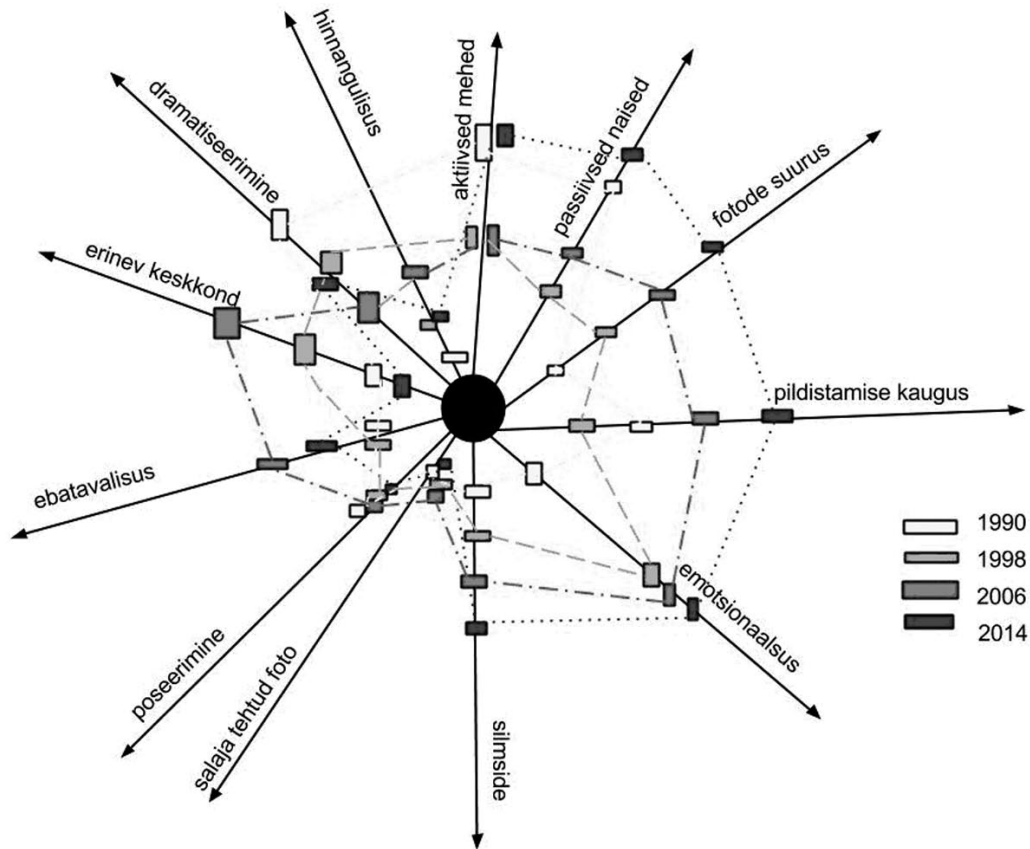 hinnangulisus
aktiivsed mehed
passiivsed naised
dramatiseerimine
fotode suurus
erinev keskkond
pildistamise kaugus
ebatavalisus
emotsionaalsus
poseerimine
salaja tehtud foto
silmside
1990
1998
2006
2014